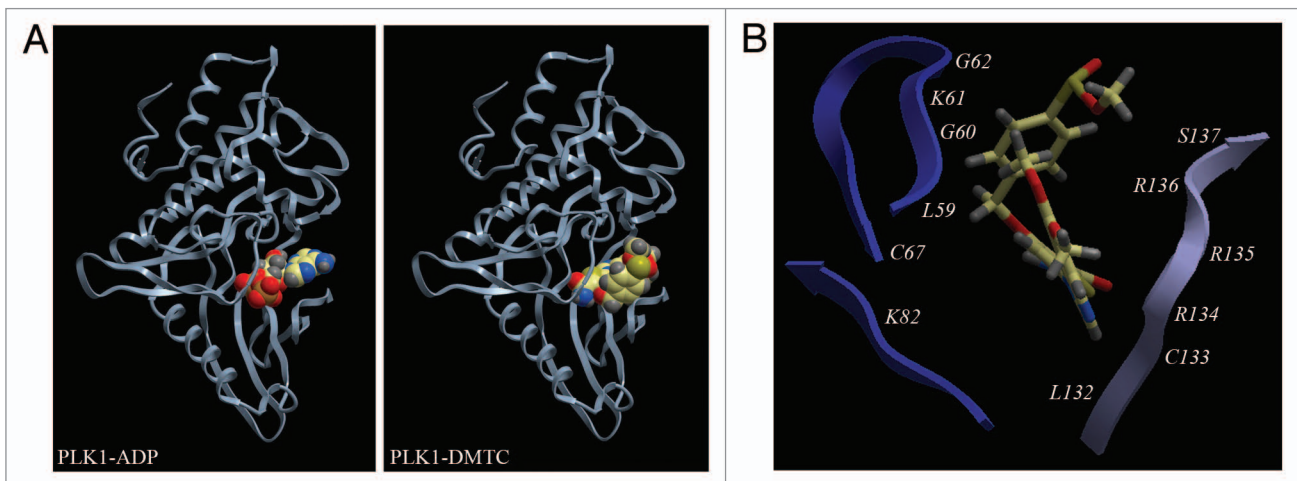 A
PLK1-ADP
PLK1-DMTC
B
G62
K61
G60
S137
R136
L59
C67
R135
K82
R134
C133
L132